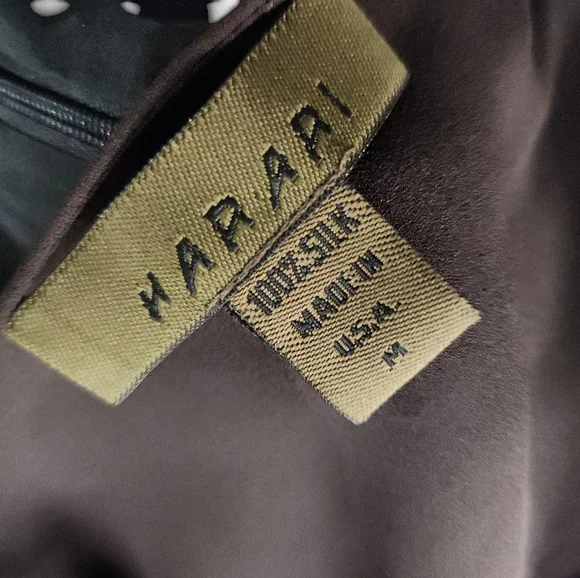 HARARI
100% SILK
MADE IN
U.S.A.
M